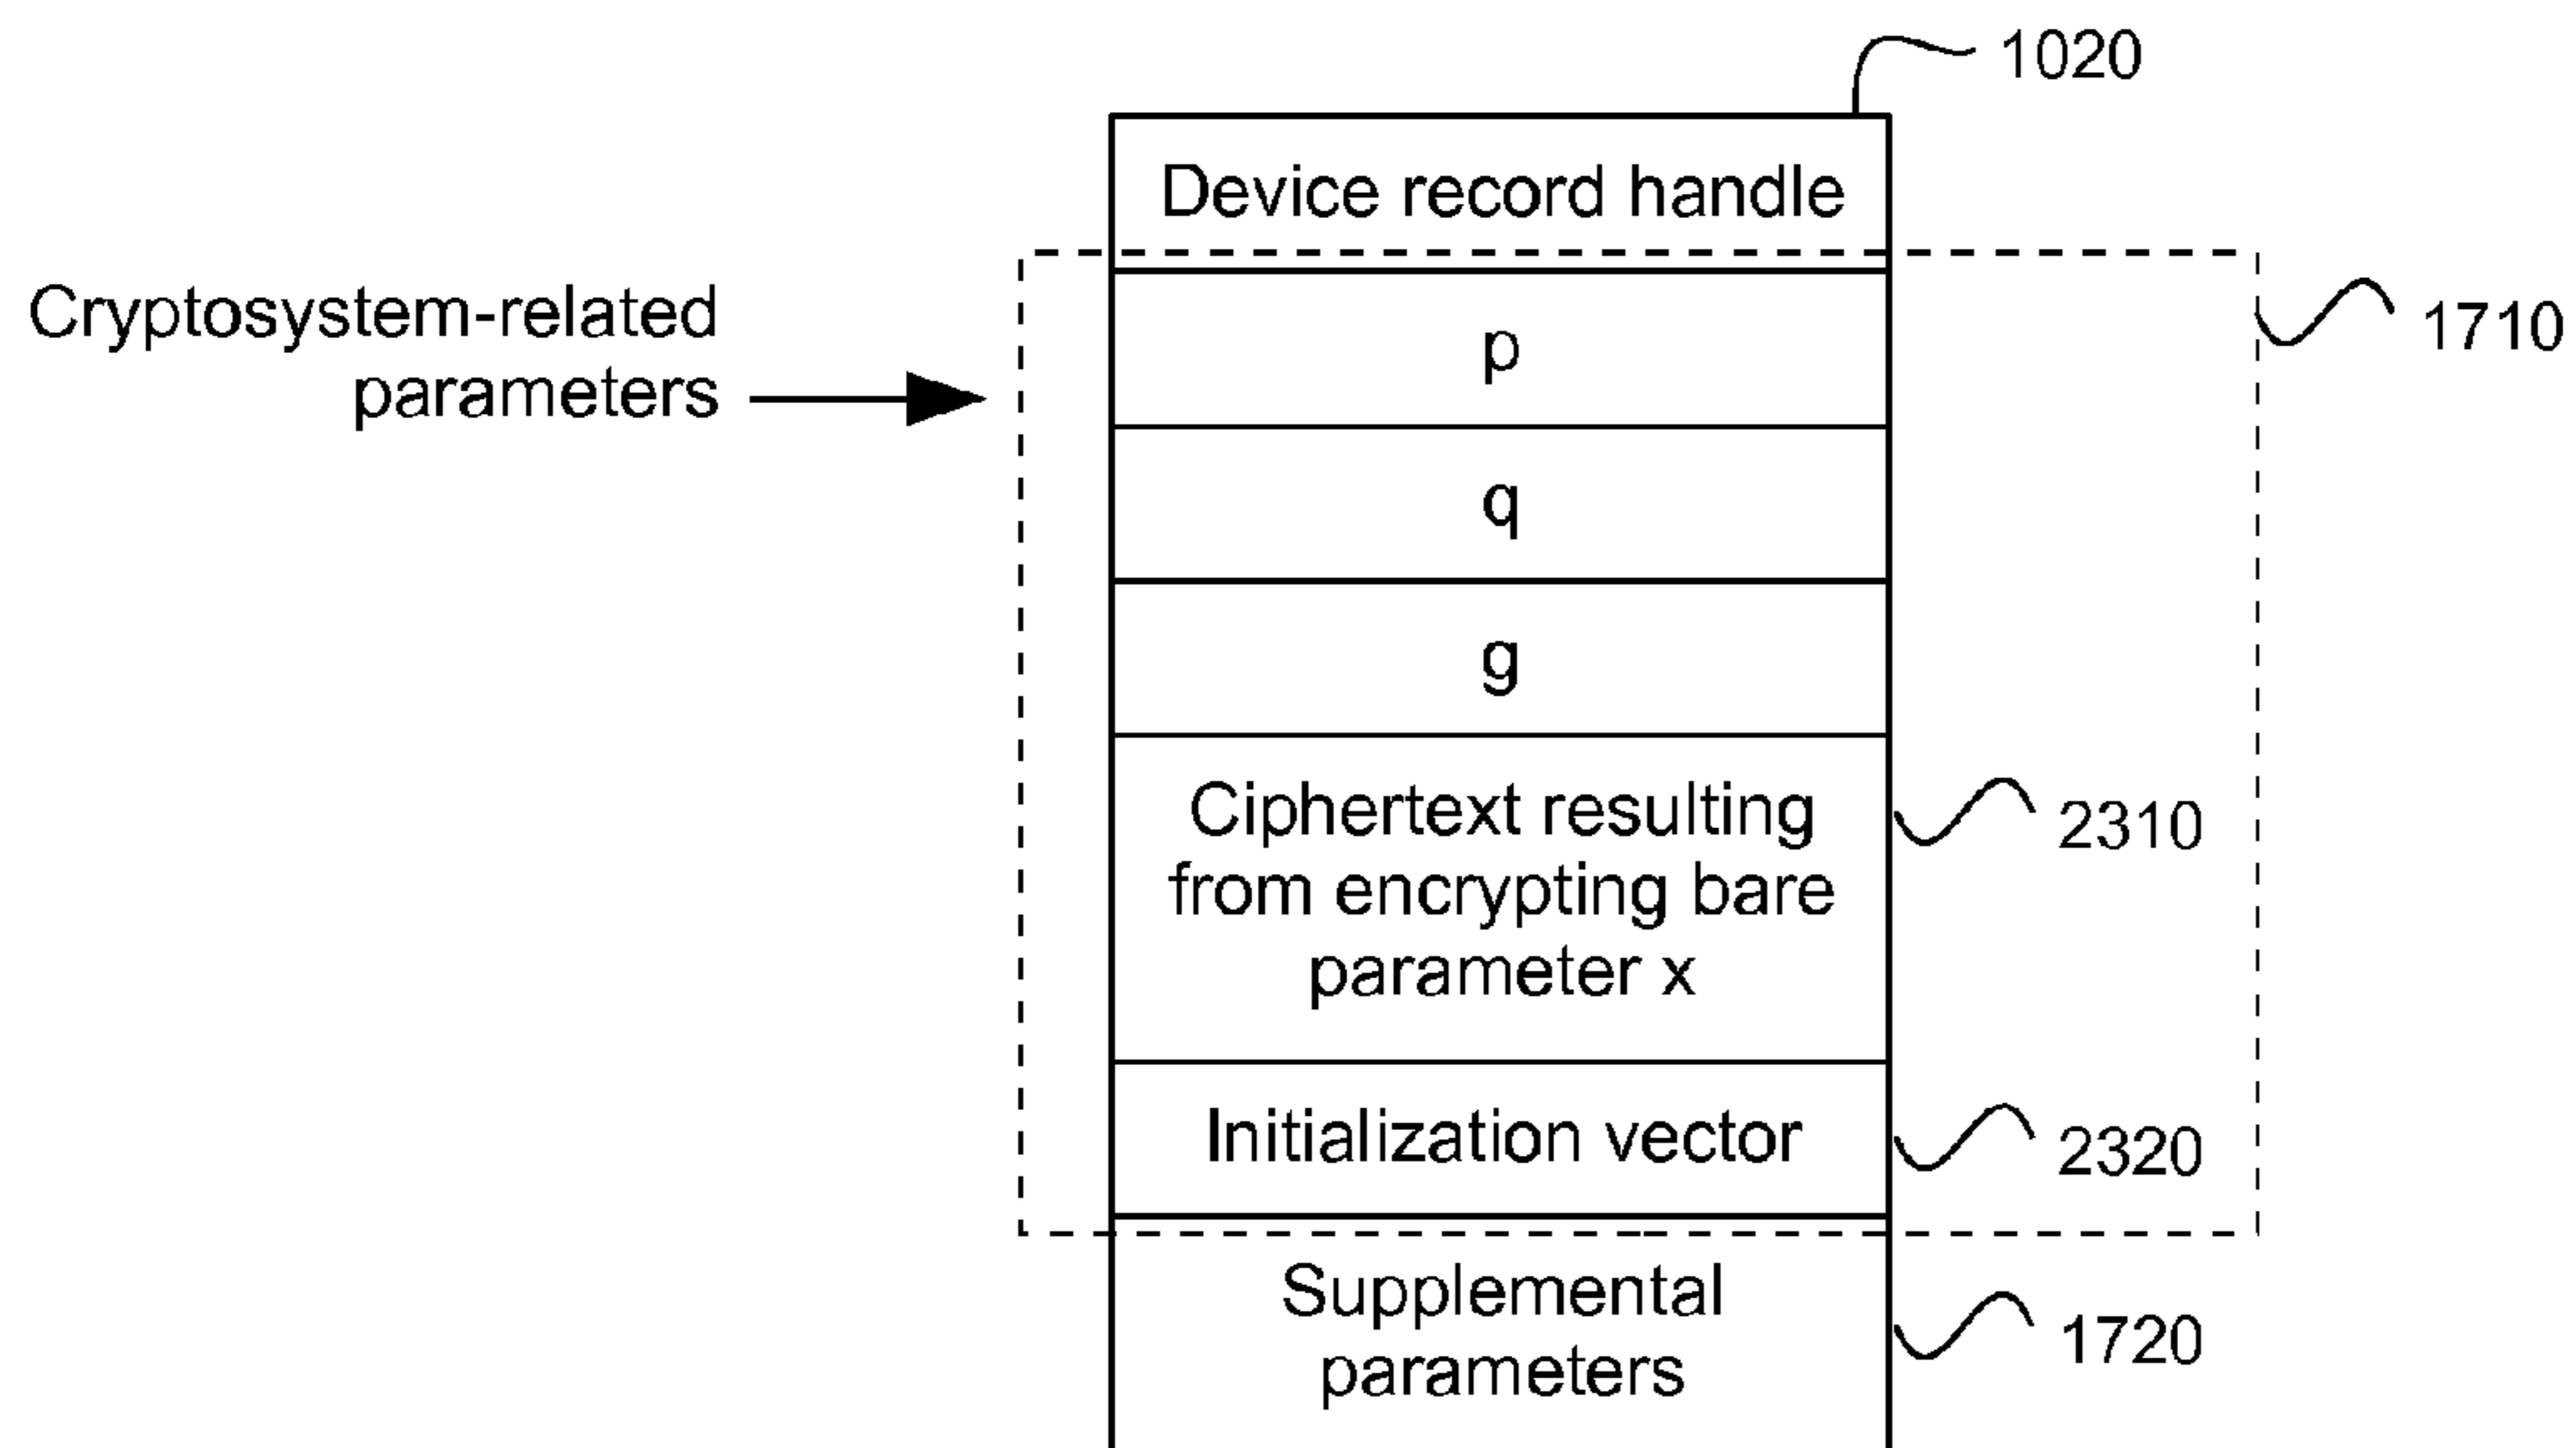 1020
Device record handle
Cryptosystem-related
parameters
1710
p
q
g
Ciphertext resulting
from encrypting bare
parameter x
2310
Initialization vector
2320
Supplemental
parameters
1720